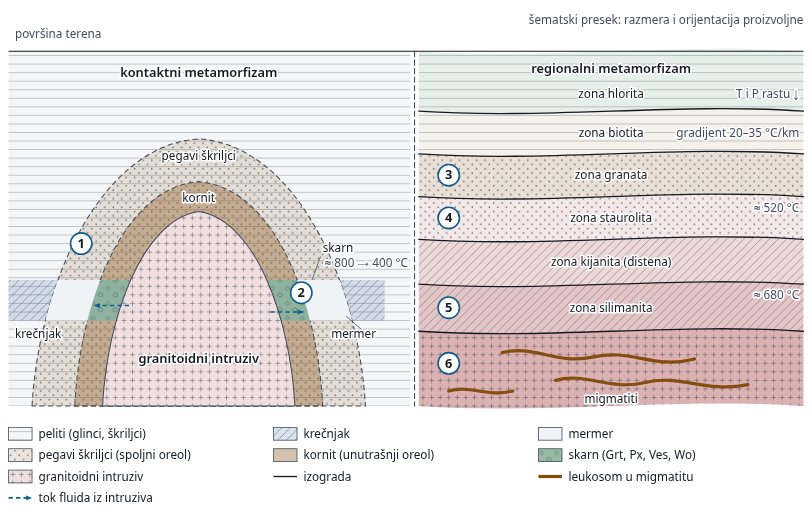 šematski presek: razmera i orijentacija proizvoljne
površina terena
kontaktni metamorfizam
pegavi škriljci
kornit
1
skarn
≈ 800 → 400 °C
2
krečnjak
mermer
granitoidni intruziv
regionalni metamorfizam
zona hlorita
T i P rastu ↓
zona biotita
gradijent 20–35 °C/km
3
zona granata
≈ 520 °C
4
zona staurolita
zona kijanita (distena)
≈ 680 °C
5
zona silimanita
6
migmatiti
peliti (glinci, škriljci)
krečnjak
mermer
pegavi škriljci (spoljni oreol)
kornit (unutrašnji oreol)
skarn (Grt, Px, Ves, Wo)
granitoidni intruziv
izograda
leukosom u migmatitu
tok fluida iz intruziva